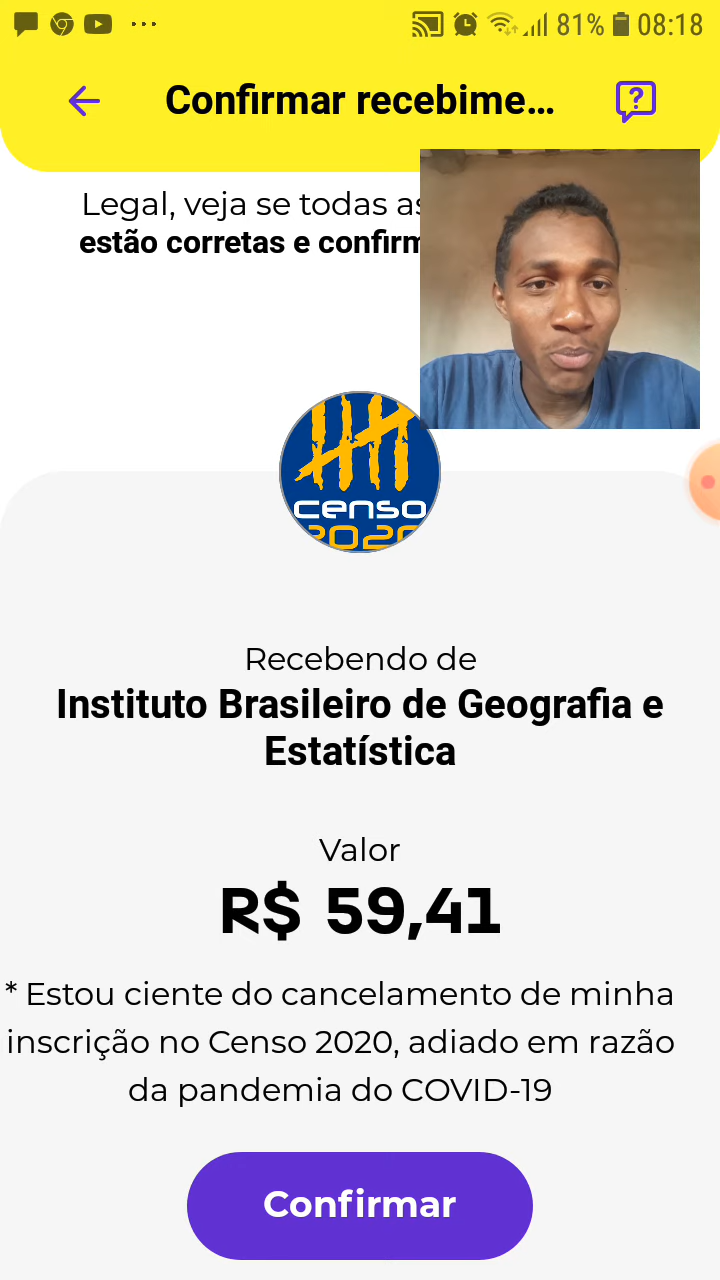 81% 08:18
Confirmar recebime...
Legal, veja se todas
estão corretas e
censo
2020
Recebendo de
Instituto Brasileiro de Geografia e
Estatística
Valor
R$ 59,41
* Estou ciente do cancelamento de minha
inscrição no Censo 2020, adiado em razão
da pandemia do COVID-19
Confirmar